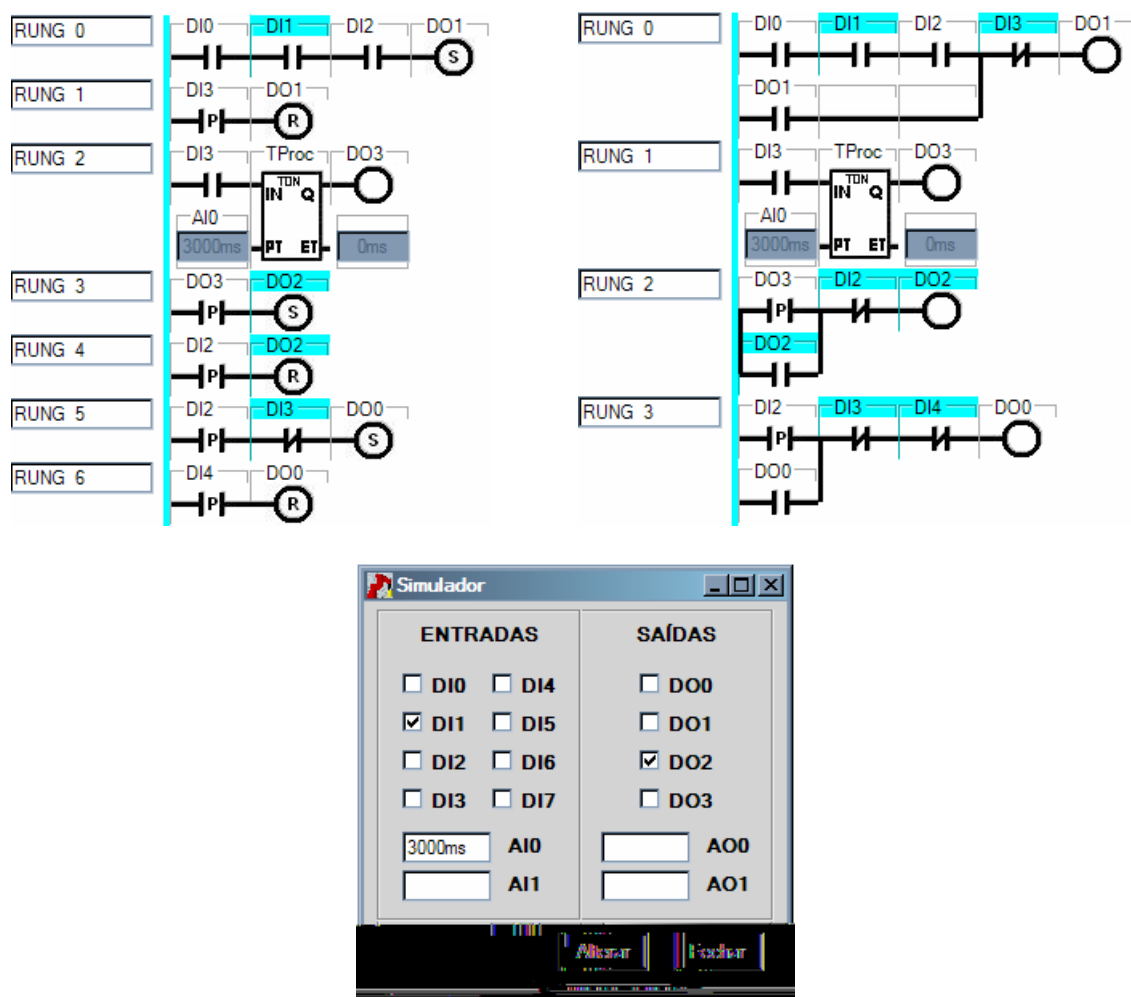 RUNG 0
DI0 DI1 DI2 DO1
S
RUNG 1
DI3 DO1
P R
RUNG 2
DI3 TProc DO3
TON
IN Q
AI0
3000ms PT ET 0ms
RUNG 3
DO3 DO2
P S
RUNG 4
DI2 DO2
P R
RUNG 5
DI2 DI3 DO0
P S
RUNG 6
DI4 DO0
P R
RUNG 0
DI0 DI1 DI2 DI3 DO1
DO1
RUNG 1
DI3 TProc DO3
TON
IN Q
AI0
3000ms PT ET 0ms
RUNG 2
DO3 DI2 DO2
P
DO2
RUNG 3
DI2 DI3 DI4 DO0
P
DO0
Simulador
ENTRADAS SAÍDAS
DI0 DI4 DO0
DI1 DI5 DO1
DI2 DI6 DO2
DI3 DI7 DO3
3000ms AI0 AO0
AI1 AO1
Alterar Fechar